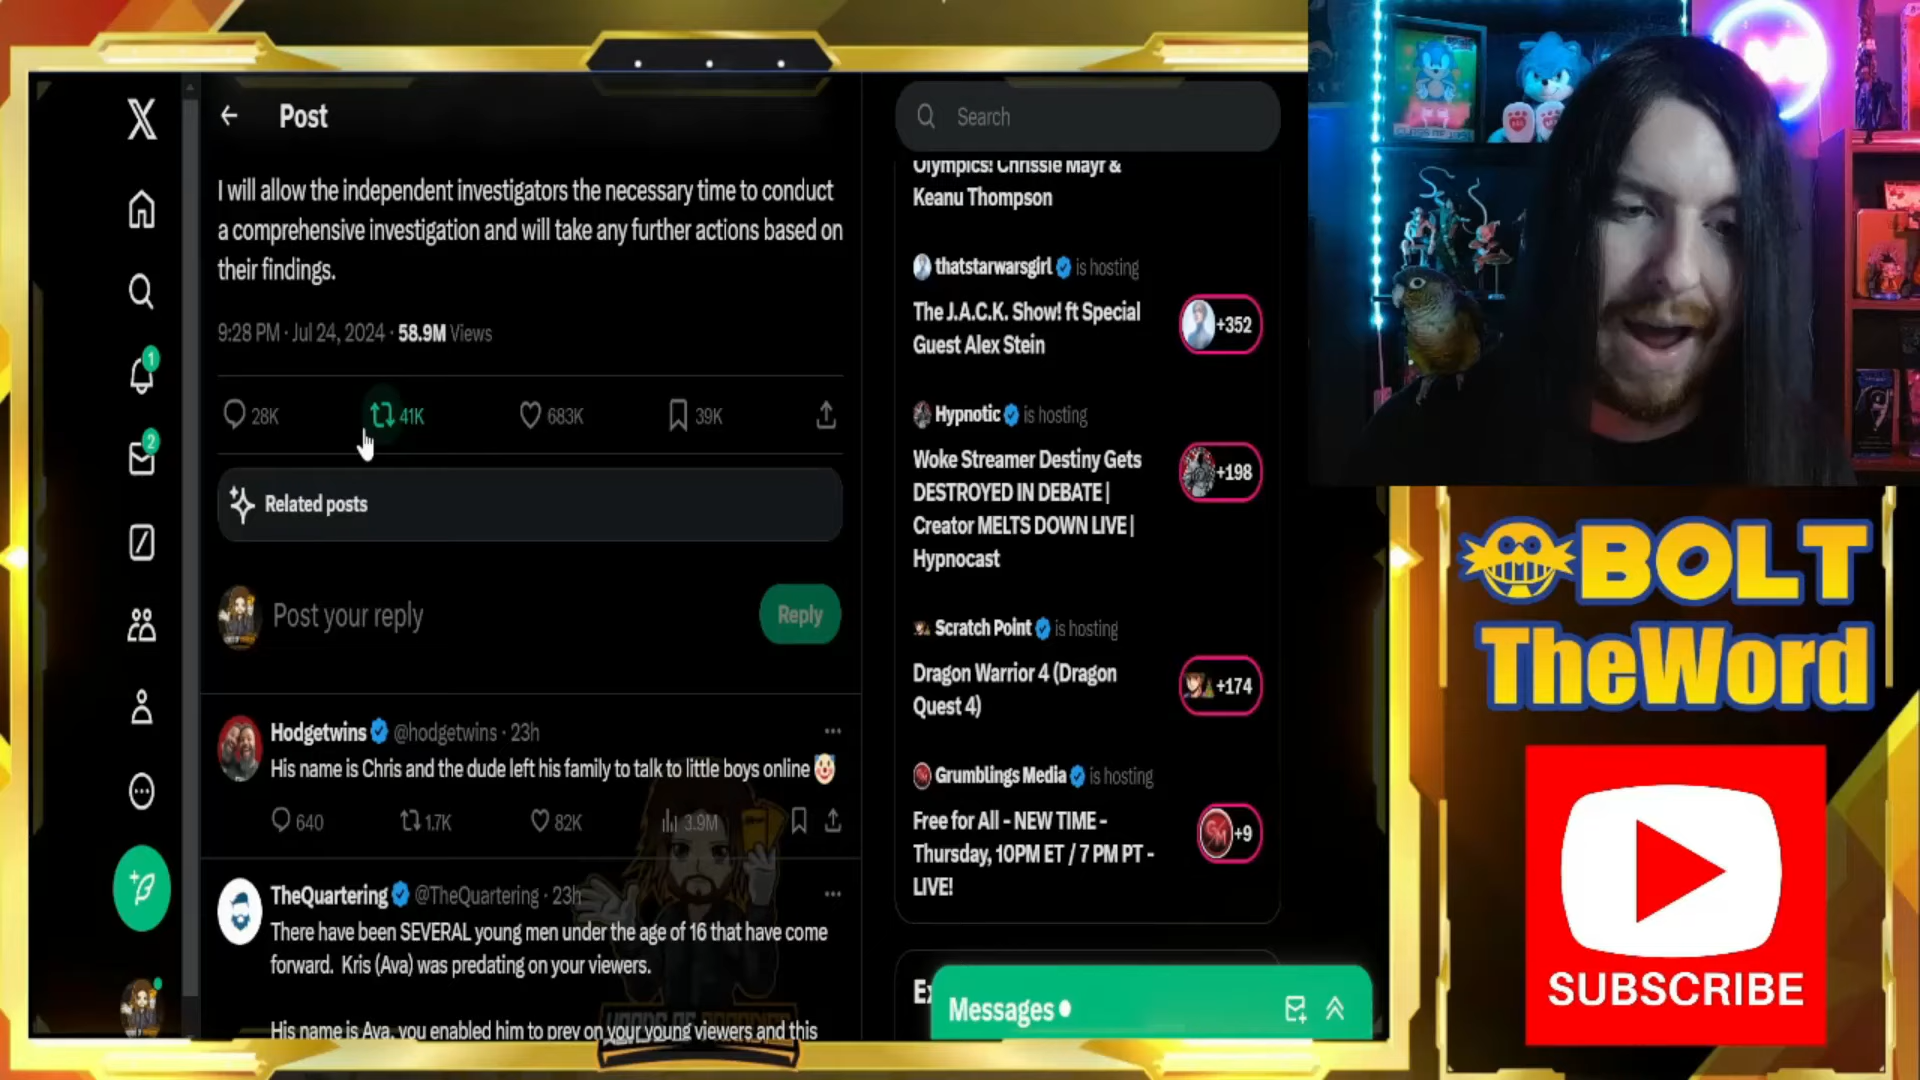 Post
I will allow the independent investigators the necessary time to conduct
a comprehensive investigation and will take any further actions based on
their findings.
9:28 PM · Jul 24, 2024 · 58.9M Views
28K
41K
683K
39K
Related posts
Post your reply
Reply
Hodgetwins @hodgetwins · 23h
His name is Chris and the dude left his family to talk to little boys online 🤡
640
1.7K
82K
3.9M
TheQuartering @TheQuartering · 23h
There have been SEVERAL young men under the age of 16 that have come
forward. Kris (Ava) was predating on your viewers.
His name is Ava, you enabled him to prey on your young viewers and this
1
2
Search
Olympics! Chrissie Mayr &
Keanu Thompson
thatstarwarsgirl is hosting
The J.A.C.K. Show! ft Special
Guest Alex Stein
+352
Hypnotic is hosting
Woke Streamer Destiny Gets
DESTROYED IN DEBATE |
Creator MELTS DOWN LIVE |
Hypnocast
+198
Scratch Point is hosting
Dragon Warrior 4 (Dragon
Quest 4)
+174
Grumblings Media is hosting
Free for All - NEW TIME -
Thursday, 10PM ET / 7 PM PT -
LIVE!
+9
Messages
BOLT
TheWord
SUBSCRIBE